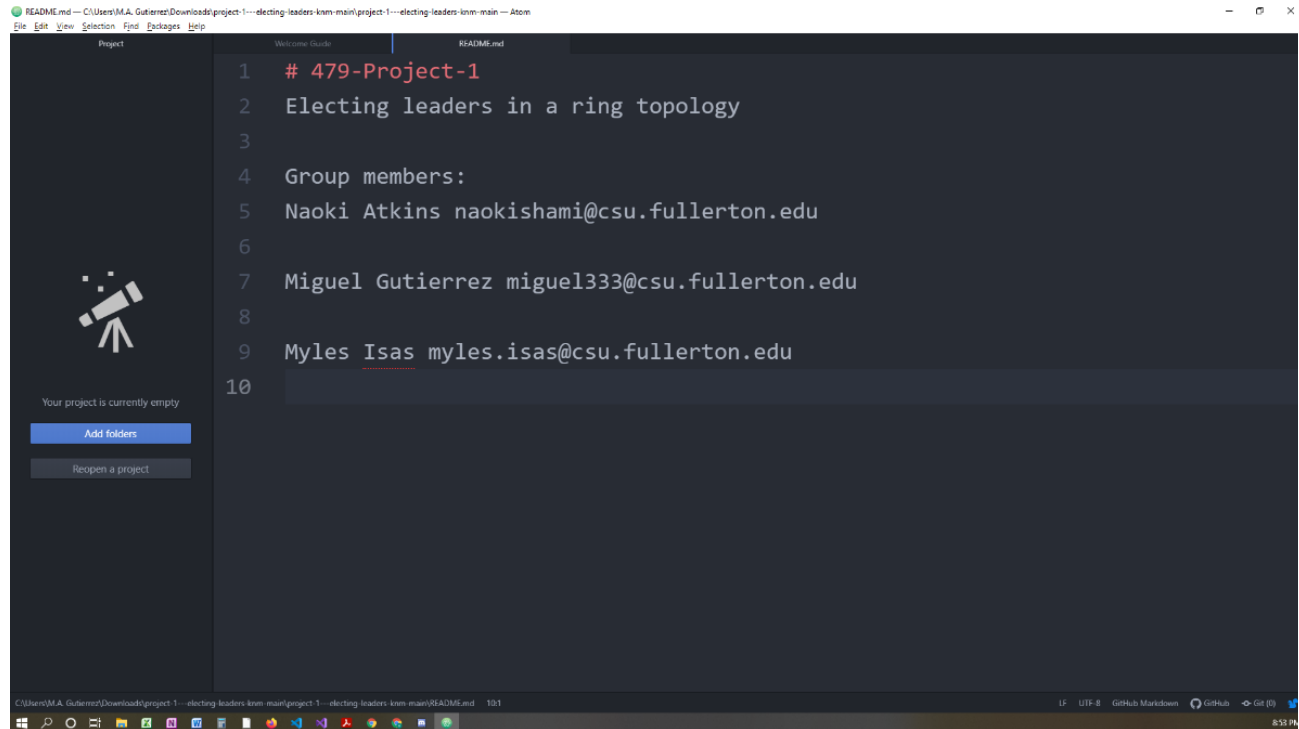 README.md — C:\Users\M.A. Gutierrez\Downloads\project-1---electing-leaders-knm-main\project-1---electing-leaders-knm-main — Atom
File Edit View Selection Find Packages Help
Project
Welcome Guide
README.md
1 # 479-Project-1
2 Electing leaders in a ring topology
3
4 Group members:
5 Naoki Atkins naokishami@csu.fullerton.edu
6
7 Miguel Gutierrez miguel333@csu.fullerton.edu
8
9 Myles Isas myles.isas@csu.fullerton.edu
10
Your project is currently empty
Add folders
Reopen a project
C:\Users\M.A. Gutierrez\Downloads\project-1---electing-leaders-knm-main\project-1---electing-leaders-knm-main\README.md 10:1
LF UTF-8 GitHub Markdown GitHub Git (0)
8:53 PM